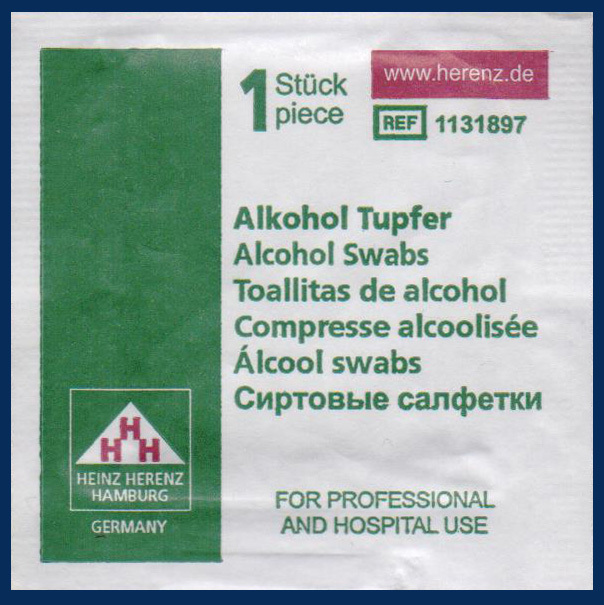 1 Stück
piece
www.herenz.de
REF 1131897
Alkohol Tupfer
Alcohol Swabs
Toallitas de alcohol
Compresse alcoolisée
Álcool swabs
Сиртовые салфетки
H
H H
HEINZ HERENZ
HAMBURG
GERMANY
FOR PROFESSIONAL
AND HOSPITAL USE